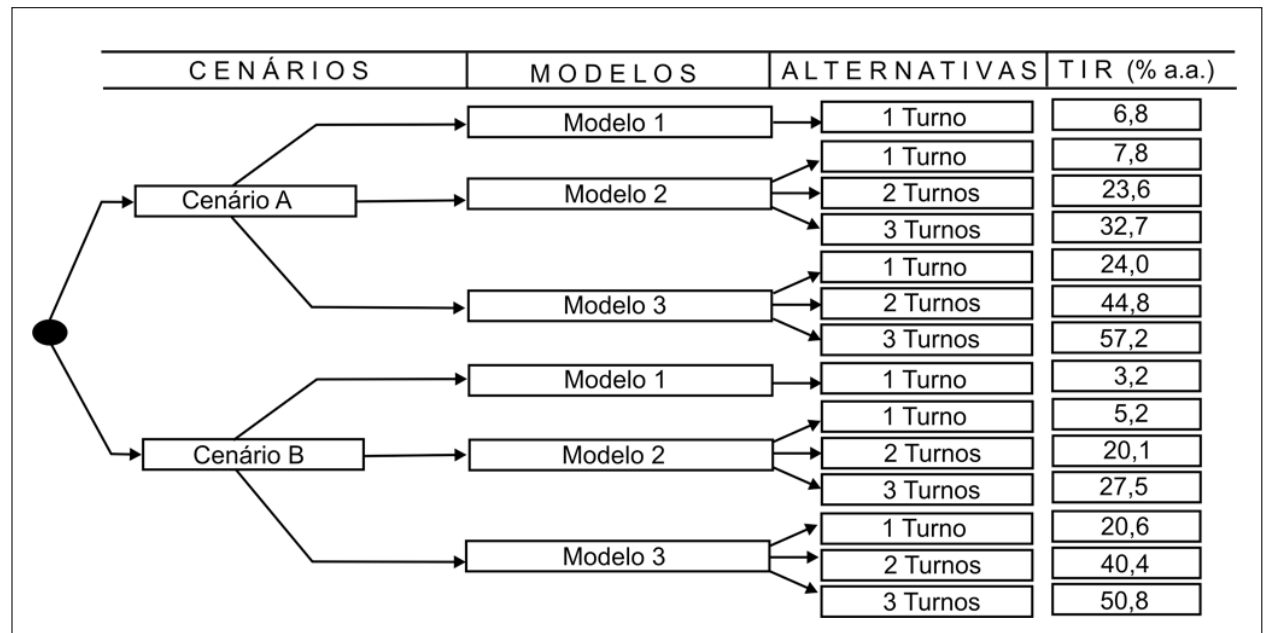 CENÁRIOS MODELOS ALTERNATIVAS TIR (% a.a.)
Modelo 1 1 Turno 6,8
1 Turno 7,8
Cenário A Modelo 2 2 Turnos 23,6
3 Turnos 32,7
1 Turno 24,0
Modelo 3 2 Turnos 44,8
3 Turnos 57,2
Modelo 1 1 Turno 3,2
1 Turno 5,2
Cenário B Modelo 2 2 Turnos 20,1
3 Turnos 27,5
1 Turno 20,6
Modelo 3 2 Turnos 40,4
3 Turnos 50,8